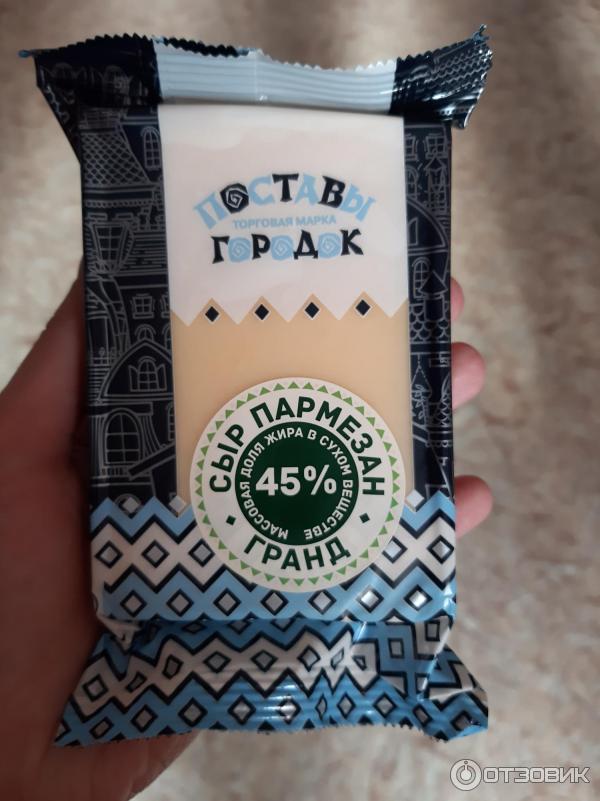 ПОСТАВЫ
ТОРГОВАЯ МАРКА
ГОРОДОК
СЫР ПАРМЕЗАН
МАССОВАЯ ДОЛЯ ЖИРА В СУХОМ ВЕЩЕСТВЕ
45%
• ГРАНД •
ОТЗОВИК